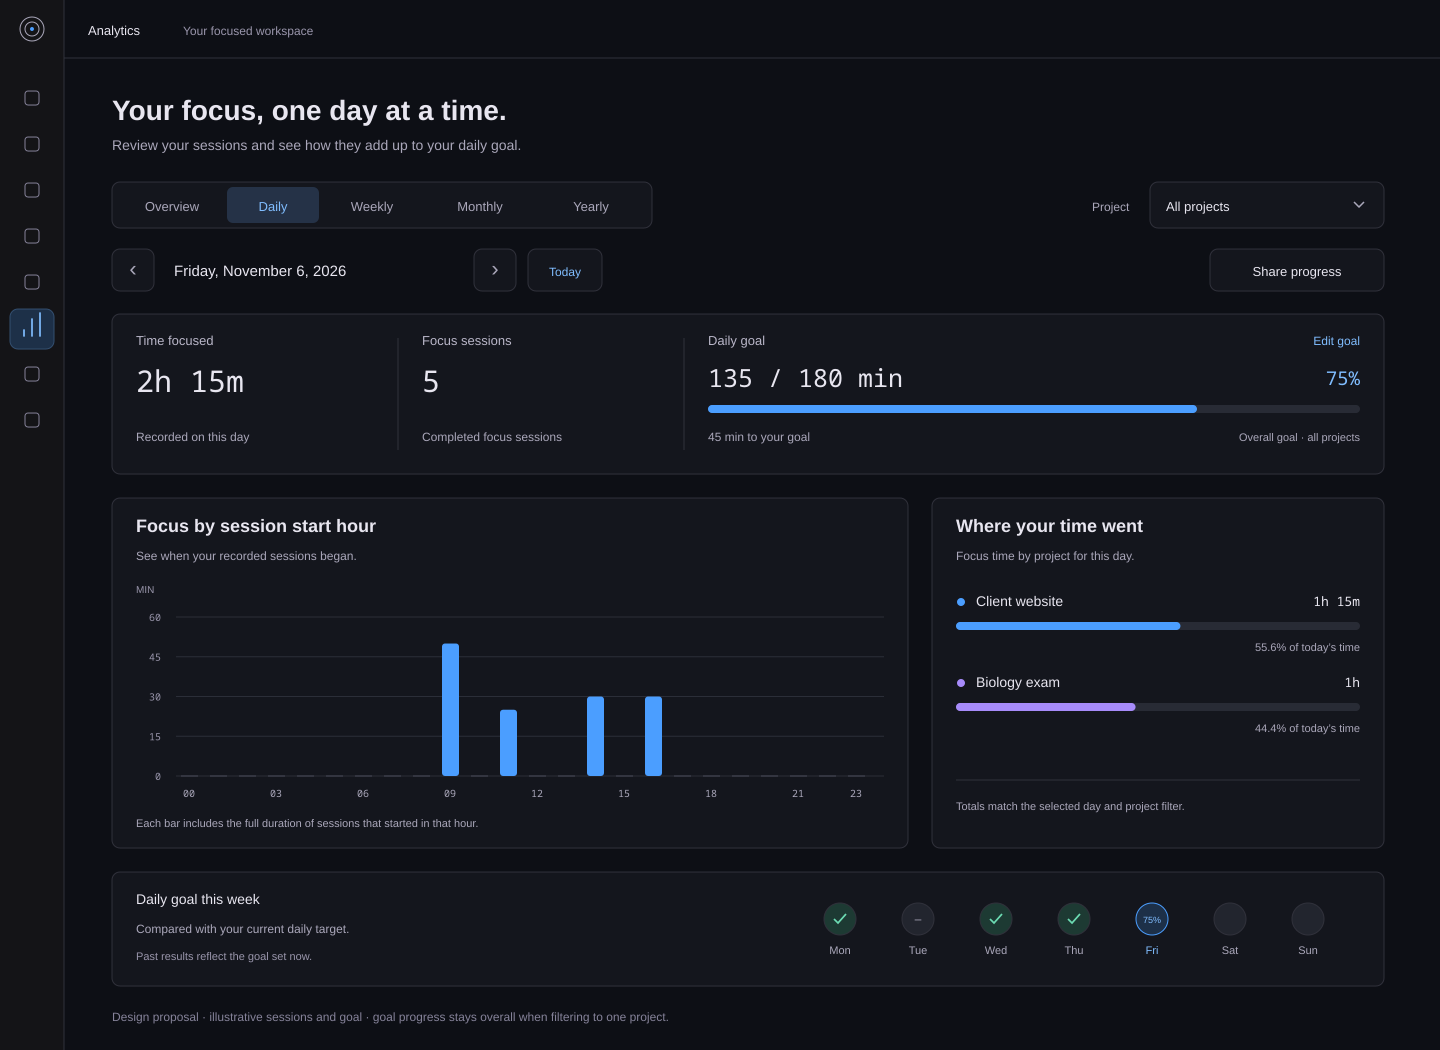 Analytics Your focused workspace
Your focus, one day at a time.
Review your sessions and see how they add up to your daily goal.
Overview Daily Weekly Monthly Yearly Project All projects
‹ Friday, November 6, 2026 › Today Share progress
Time focused Focus sessions Daily goal Edit goal
2h 15m 5 135 / 180 min 75%
Recorded on this day Completed focus sessions 45 min to your goal Overall goal · all projects
Focus by session start hour
See when your recorded sessions began.
MIN
60
45
30
15
0
00 03 06 09 12 15 18 21 23
Each bar includes the full duration of sessions that started in that hour.
Where your time went
Focus time by project for this day.
Client website 1h 15m
55.6% of today's time
Biology exam 1h
44.4% of today's time
Totals match the selected day and project filter.
Daily goal this week
Compared with your current daily target.
Past results reflect the goal set now.
– 75%
Mon Tue Wed Thu Fri Sat Sun
Design proposal · illustrative sessions and goal · goal progress stays overall when filtering to one project.